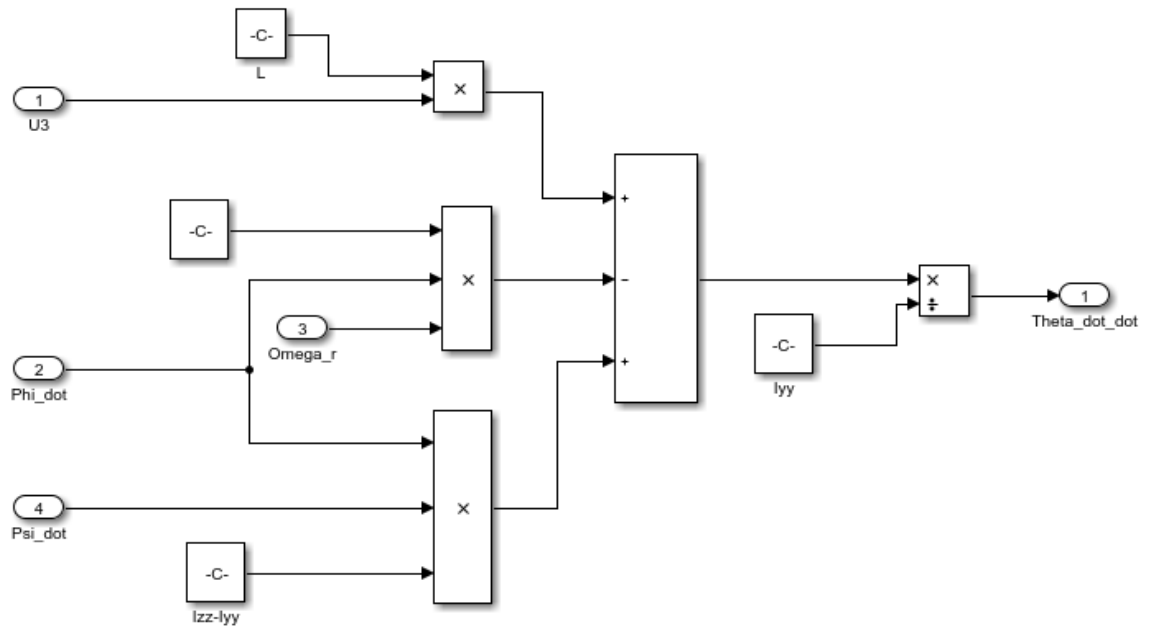 -C-
L
×
1
U3
+
-C-
×
−
×
÷
1
Theta_dot_dot
3
Omega_r
-C-
Iyy
2
Phi_dot
+
4
Psi_dot
×
-C-
Izz-Iyy